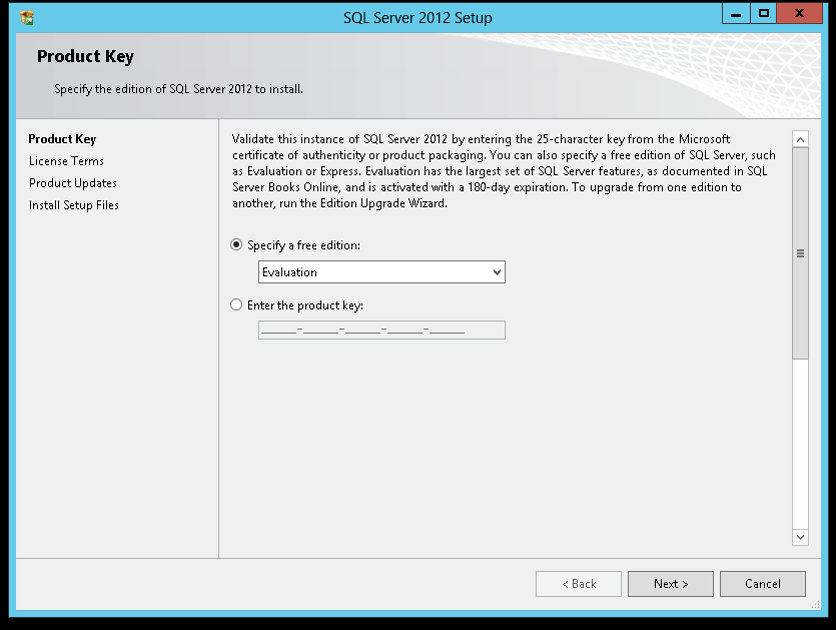 SQL Server 2012 Setup
Product Key
Specify the edition of SQL Server 2012 to install.
Product Key
License Terms
Product Updates
Install Setup Files
Validate this instance of SQL Server 2012 by entering the 25-character key from the Microsoft
certificate of authenticity or product packaging. You can also specify a free edition of SQL Server, such
as Evaluation or Express. Evaluation has the largest set of SQL Server features, as documented in SQL
Server Books Online, and is activated with a 180-day expiration. To upgrade from one edition to
another, run the Edition Upgrade Wizard.
Specify a free edition:
Evaluation
Enter the product key:
_____-_____-_____-_____-_____
< Back
Next >
Cancel